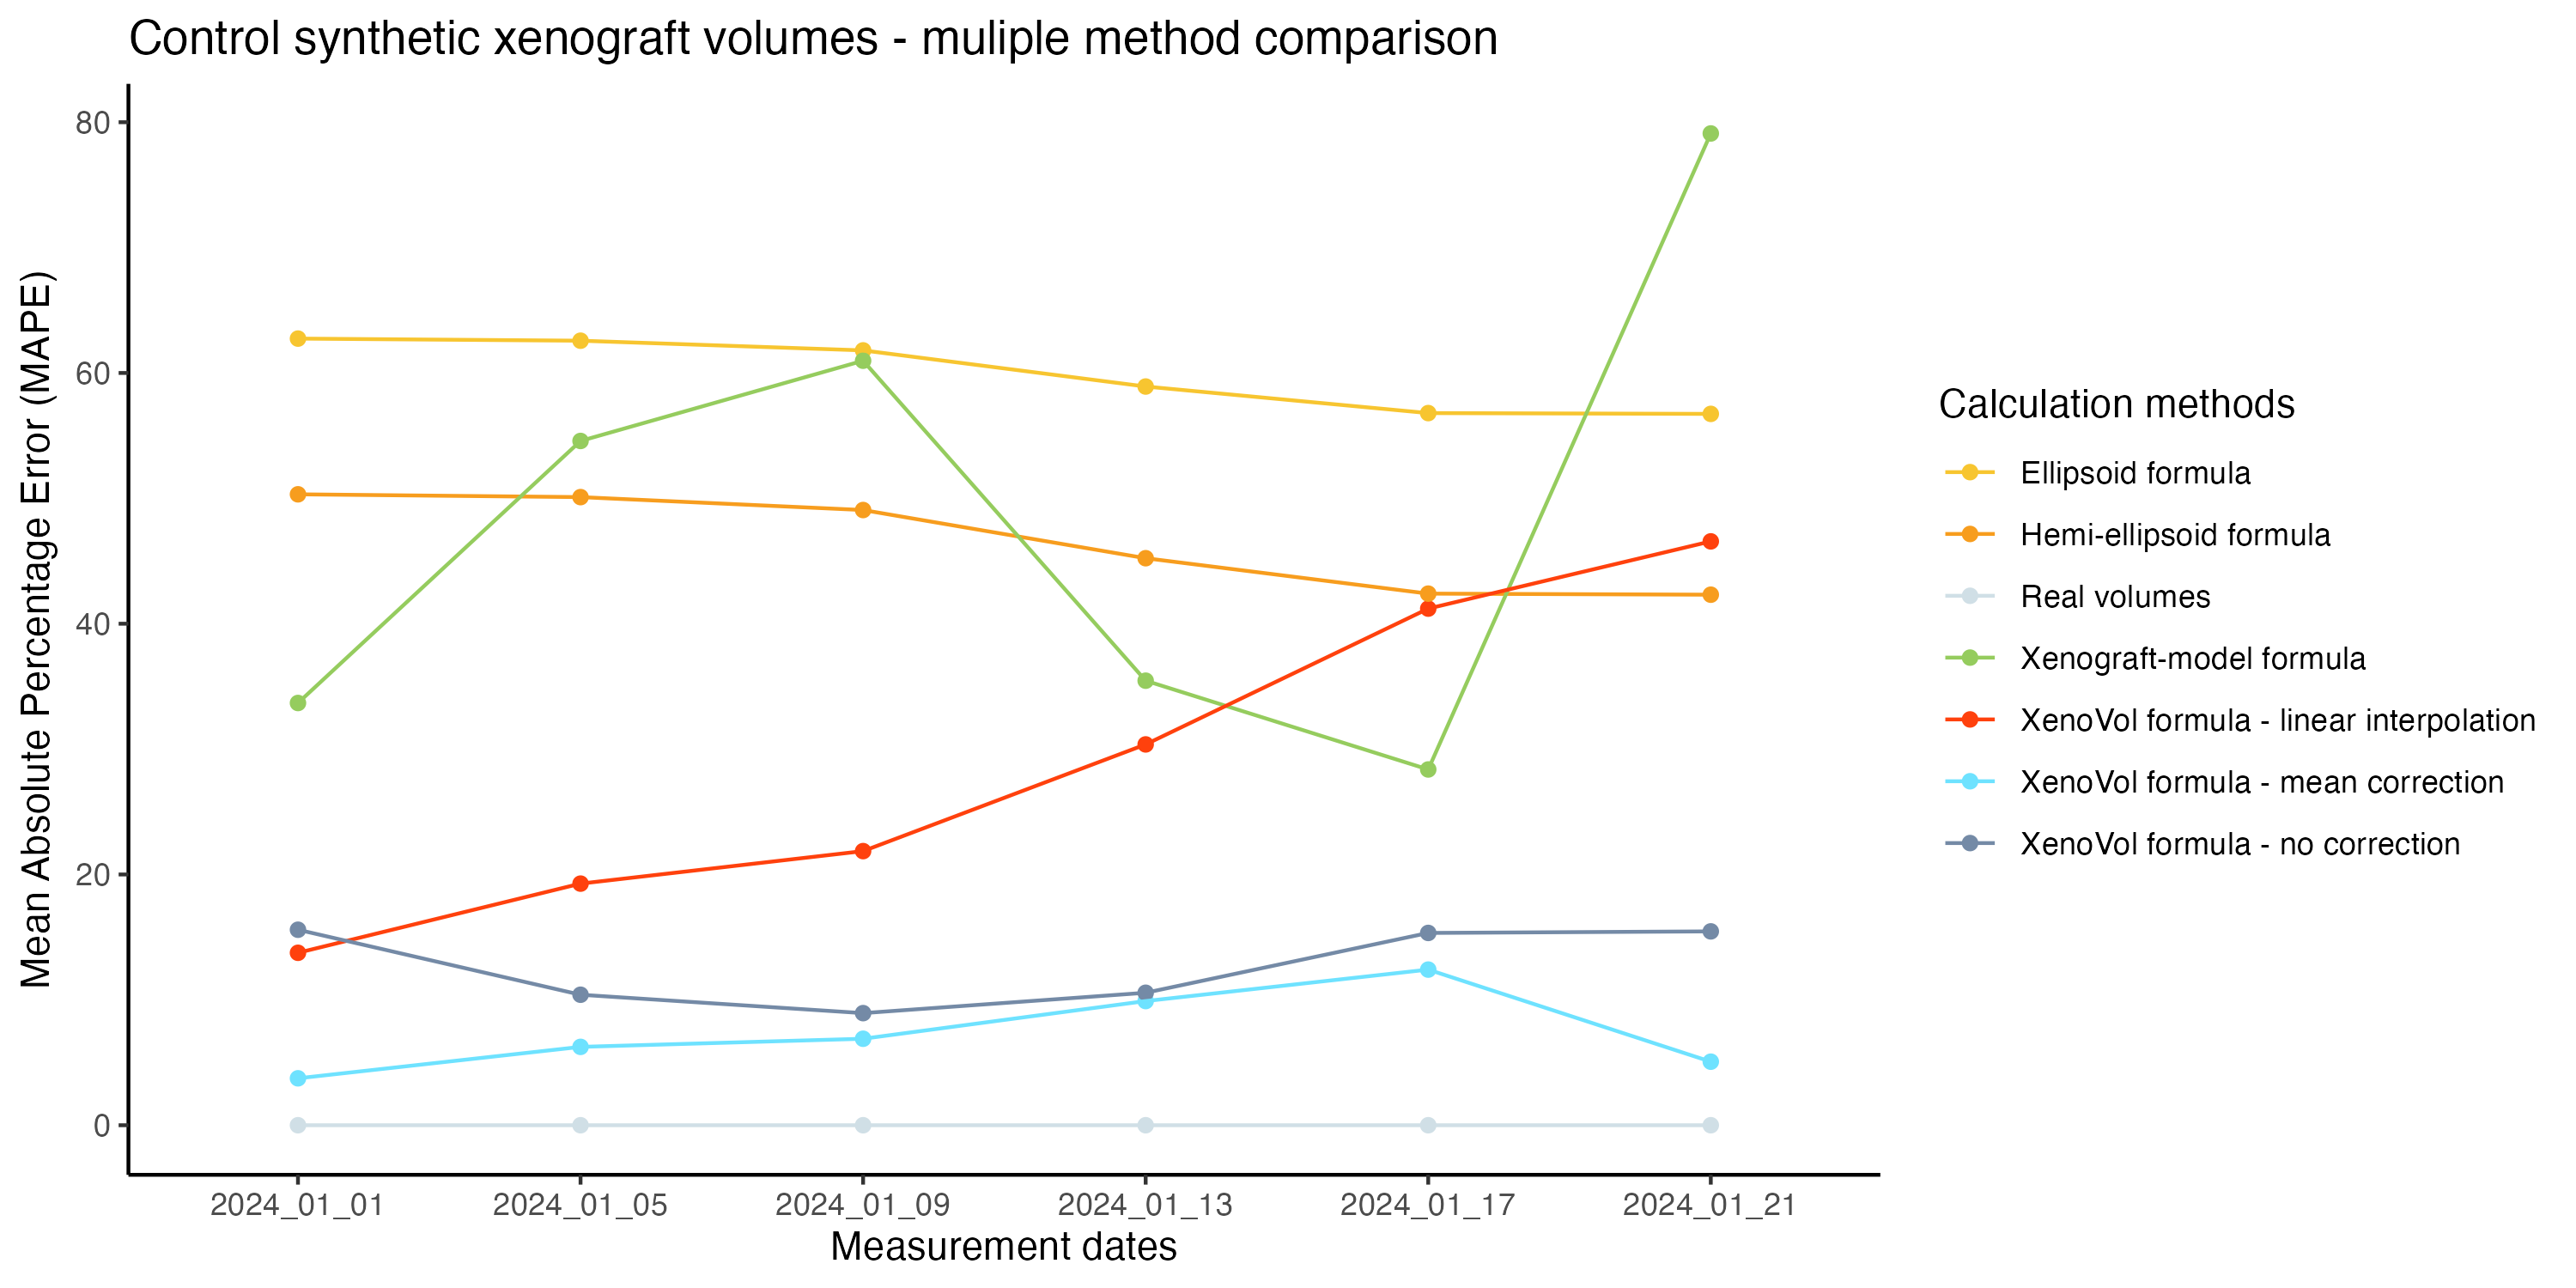 Control synthetic xenograft volumes - muliple method comparison
Mean Absolute Percentage Error (MAPE)
80
60
40
20
0
2024_01_01
2024_01_05
2024_01_09
2024_01_13
2024_01_17
2024_01_21
Measurement dates
Calculation methods
Ellipsoid formula
Hemi-ellipsoid formula
Real volumes
Xenograft-model formula
XenoVol formula - linear interpolation
XenoVol formula - mean correction
XenoVol formula - no correction